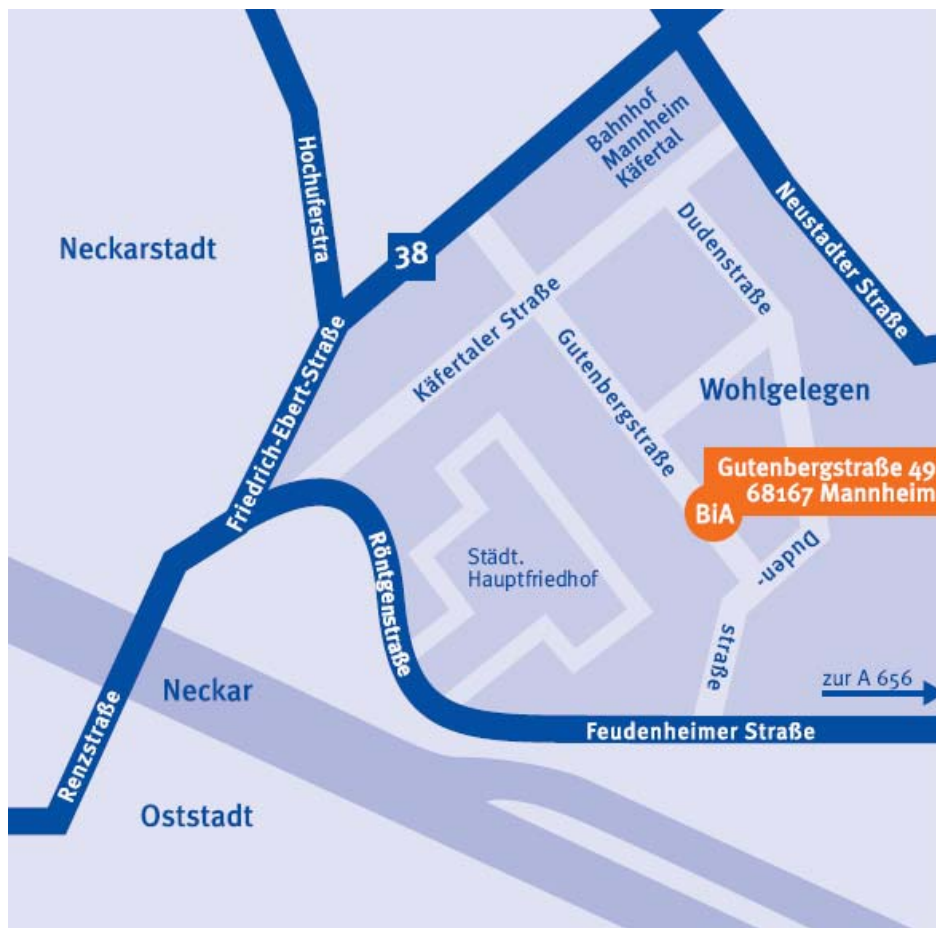 Bahnhof
Mannheim
Käfertal
Hochuferstra
Neckarstadt
38
Neustadter Straße
Dudenstraße
Käfertaler Straße
Gutenbergstraße
Friedrich-Ebert-Straße
Wohlgelegen
Gutenbergstraße 49
68167 Mannheim
BiA
Städt.
Hauptfriedhof
Röntgenstraße
Duden-
straße
zur A 656
Neckar
Renzstraße
Feudenheimer Straße
Oststadt